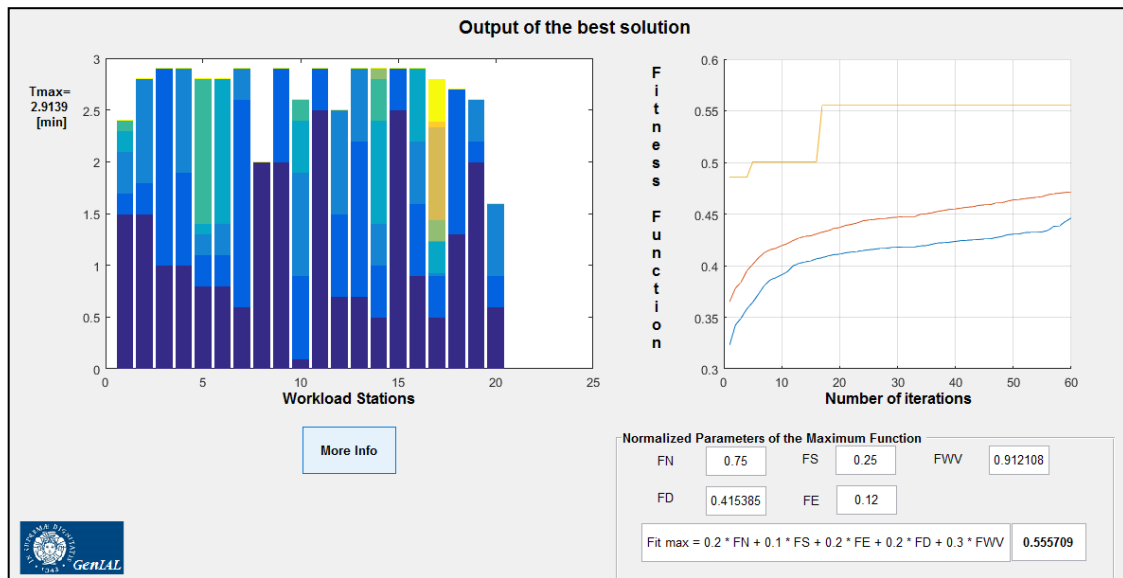 Output of the best solution
Tmax=
2.9139
[min]
3
2.5
2
1.5
1
0.5
0
0
5
10
15
20
25
Workload Stations
Fitness Function
0.6
0.55
0.5
0.45
0.4
0.35
0.3
0
10
20
30
40
50
60
Number of iterations
More Info
Normalized Parameters of the Maximum Function
FN 0.75 FS 0.25 FWV 0.912108
FD 0.415385 FE 0.12
Fit max = 0.2 * FN + 0.1 * FS + 0.2 * FE + 0.2 * FD + 0.3 * FWV 0.555709
IN SUPREMÆ DIGNITATIS
1343
GenIAL